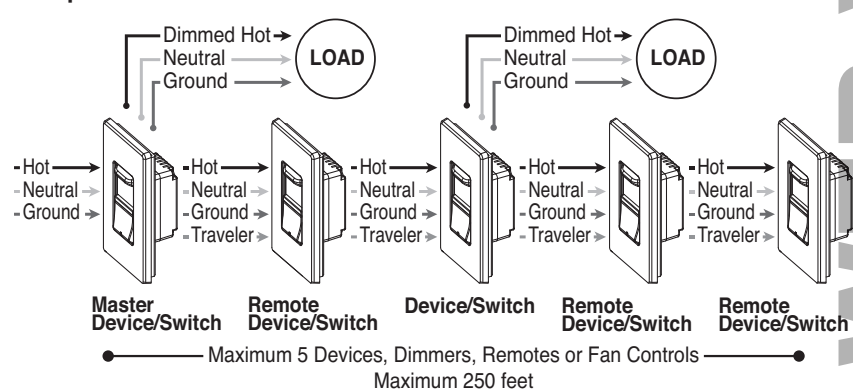 Dimmed Hot
Neutral
Ground
LOAD
Dimmed Hot
Neutral
Ground
LOAD
Hot
Neutral
Ground
Hot
Neutral
Ground
Traveler
Hot
Neutral
Ground
Traveler
Hot
Neutral
Ground
Traveler
Hot
Neutral
Ground
Traveler
Master
Device/Switch
Remote
Device/Switch
Device/Switch
Remote
Device/Switch
Remote
Device/Switch
Maximum 5 Devices, Dimmers, Remotes or Fan Controls
Maximum 250 feet